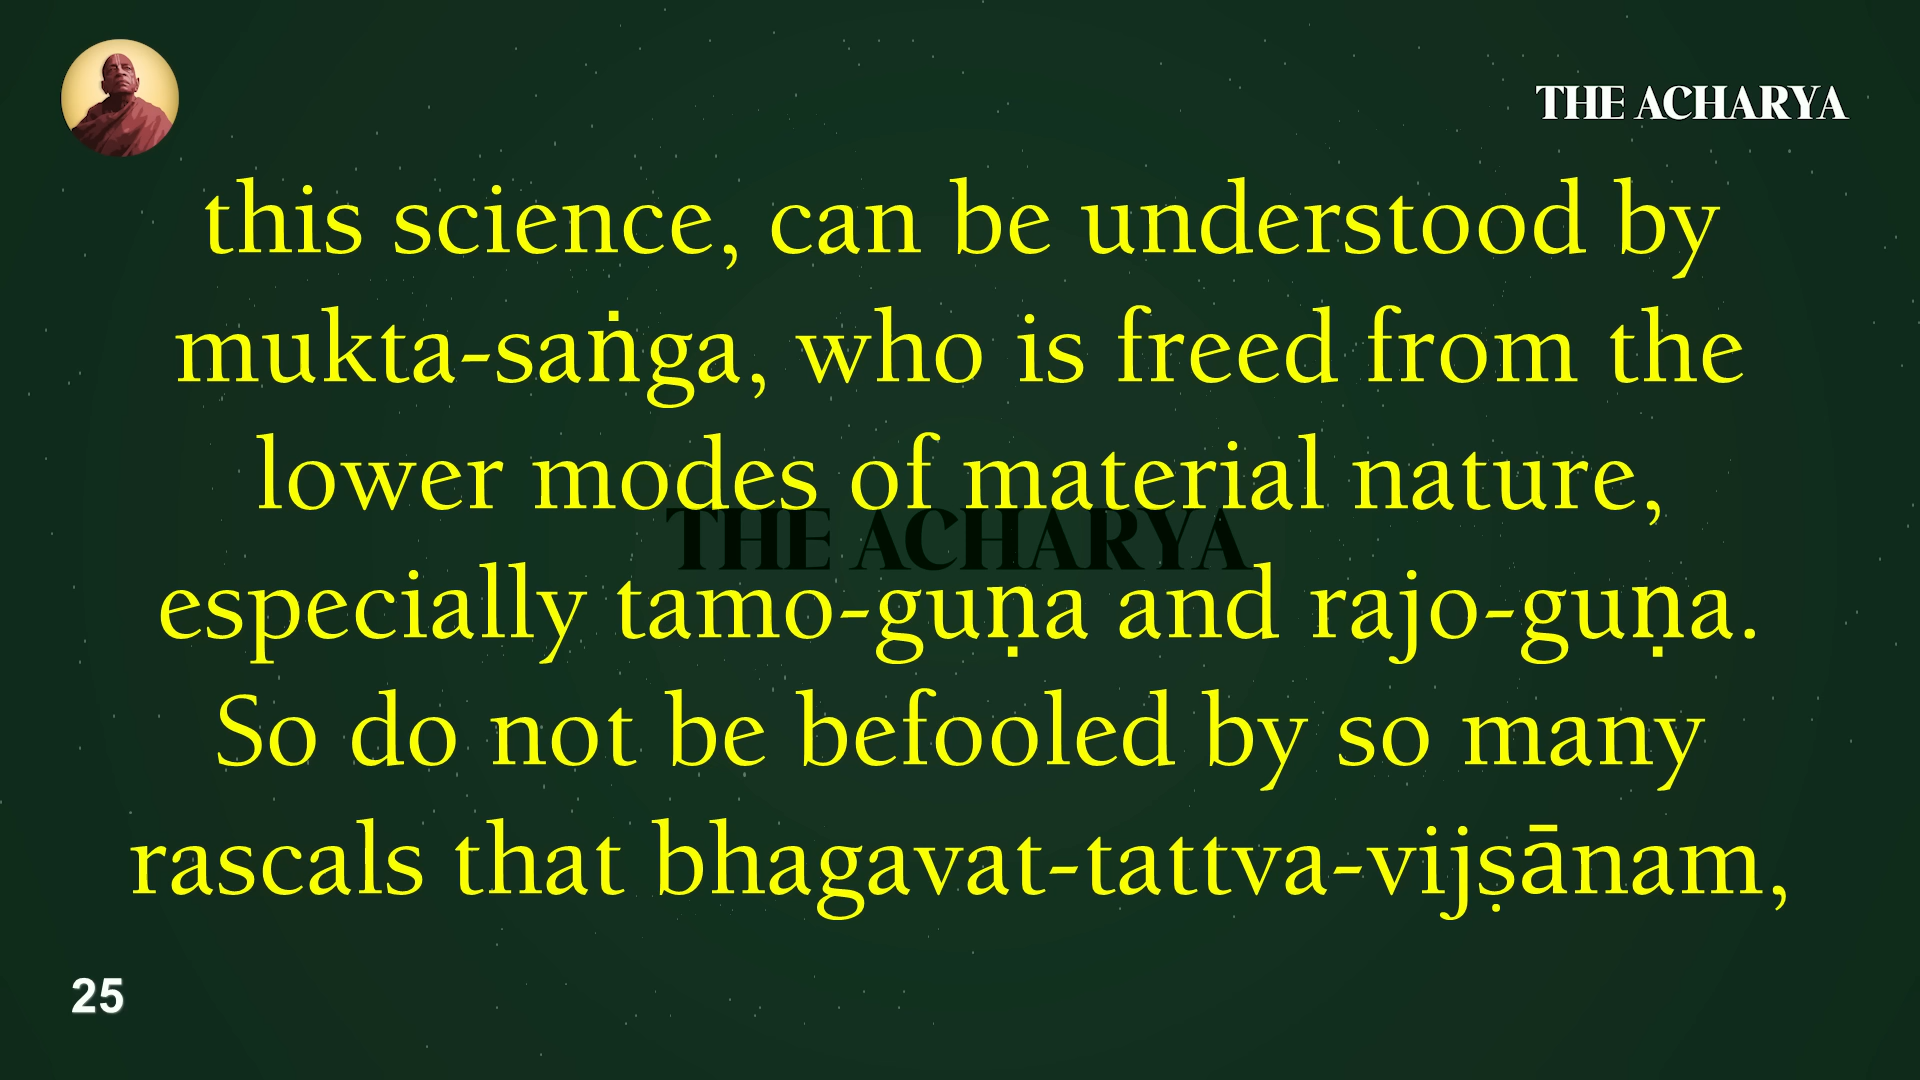 THE ACHARYA
this science, can be understood by
mukta-saṅga, who is freed from the
lower modes of material nature,
THE ACHARYA
especially tamo-guṇa and rajo-guṇa.
So do not be befooled by so many
rascals that bhagavat-tattva-vijṣānam,
25